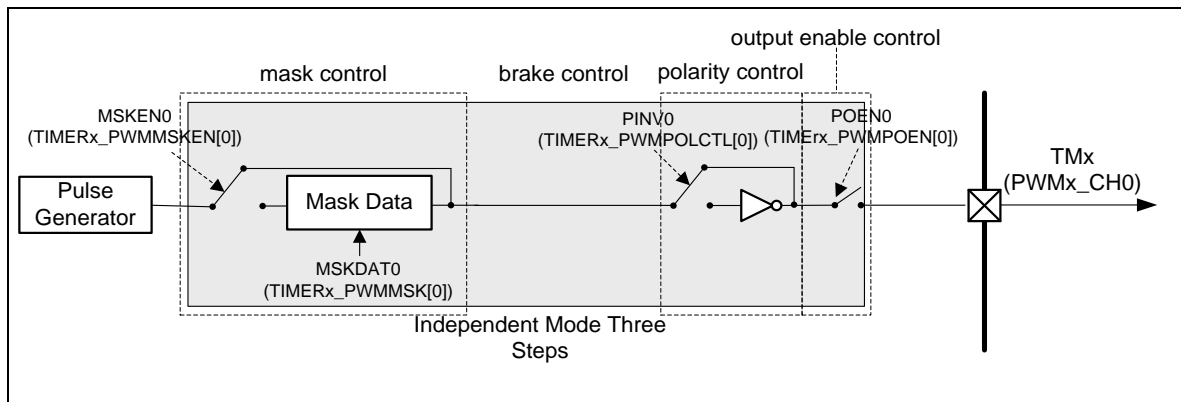 output enable control
mask control
brake control
polarity control
MSKEN0
(TIMERx_PWMMSKEN[0])
PINV0
(TIMERx_PWMPOLCTL[0])
POEN0
(TIMErx_PWMPOEN[0])
TMx
(PWMx_CH0)
Pulse
Generator
Mask Data
MSKDAT0
(TIMERx_PWMMSK[0])
Independent Mode Three
Steps